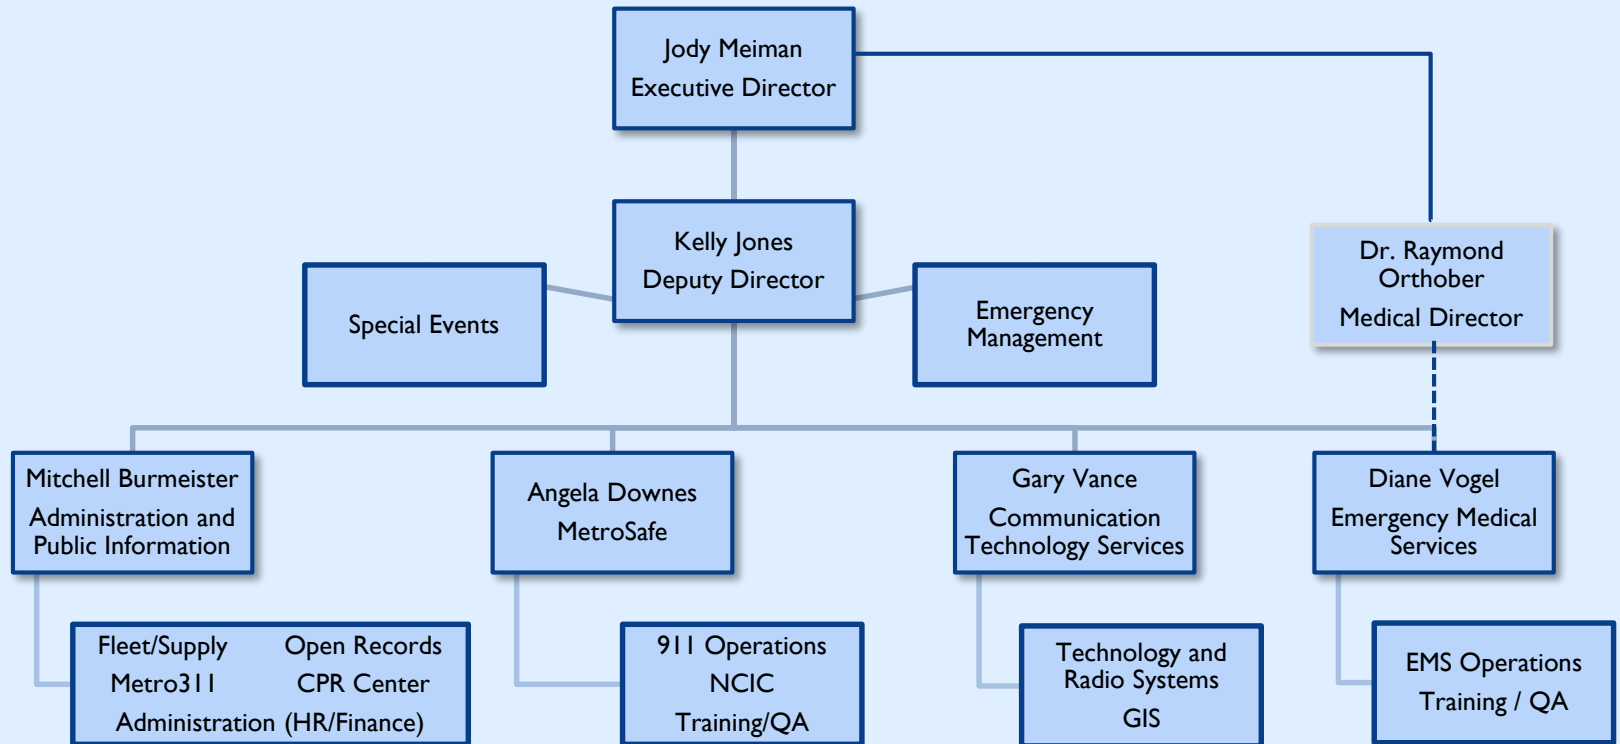 Jody Meiman
Executive Director
Kelly Jones
Deputy Director
Dr. Raymond
Orthober
Medical Director
Special Events
Emergency
Management
Mitchell Burmeister
Administration and
Public Information
Angela Downes
MetroSafe
Gary Vance
Communication
Technology Services
Diane Vogel
Emergency Medical
Services
Fleet/Supply Open Records
Metro311 CPR Center
Administration (HR/Finance)
911 Operations
NCIC
Training/QA
Technology and
Radio Systems
GIS
EMS Operations
Training / QA